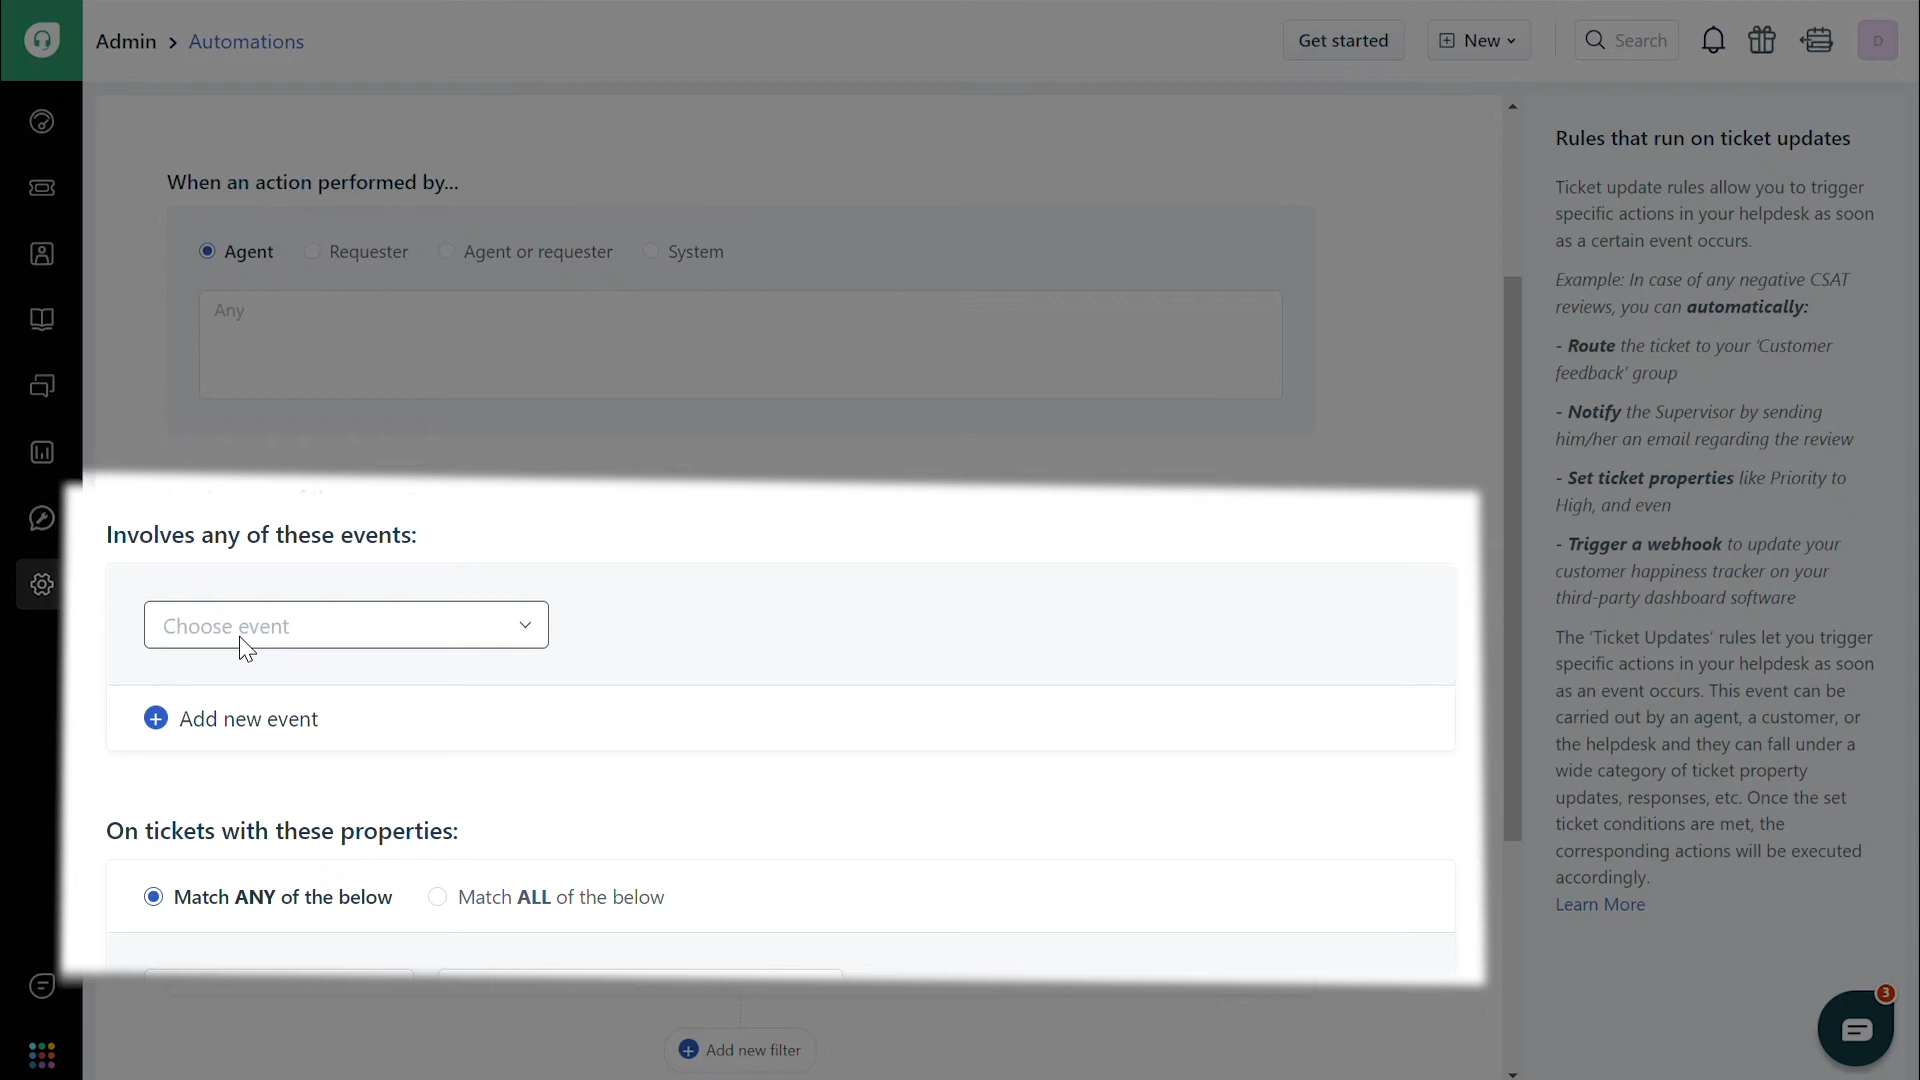 Admin > Automations
Get started
New
Search
D
When an action performed by...
Agent
Requester
Agent or requester
System
Any
Involves any of these events:
Choose event
Add new event
On tickets with these properties:
Match ANY of the below
Match ALL of the below
Add new filter
Rules that run on ticket updates
Ticket update rules allow you to trigger
specific actions in your helpdesk as soon
as a certain event occurs.
Example: In case of any negative CSAT
reviews, you can automatically:
- Route the ticket to your 'Customer
feedback' group
- Notify the Supervisor by sending
him/her an email regarding the review
- Set ticket properties like Priority to
High, and even
- Trigger a webhook to update your
customer happiness tracker on your
third-party dashboard software
The 'Ticket Updates' rules let you trigger
specific actions in your helpdesk as soon
as an event occurs. This event can be
carried out by an agent, a customer, or
the helpdesk and they can fall under a
wide category of ticket property
updates, responses, etc. Once the set
ticket conditions are met, the
corresponding actions will be executed
accordingly.
Learn More
3